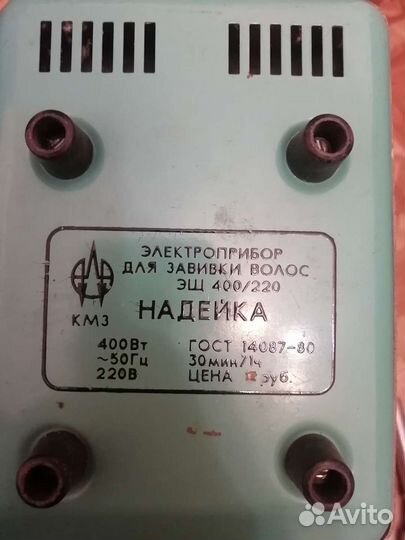 ЭЛЕКТРОПРИБОР
ДЛЯ ЗАВИВКИ ВОЛОС
ЭЩ 400/220
КМЗ
НАДЕЙКА
400Вт ГОСТ 14087-80
~50Гц 30мин/1ч
220В ЦЕНА руб.
Avito